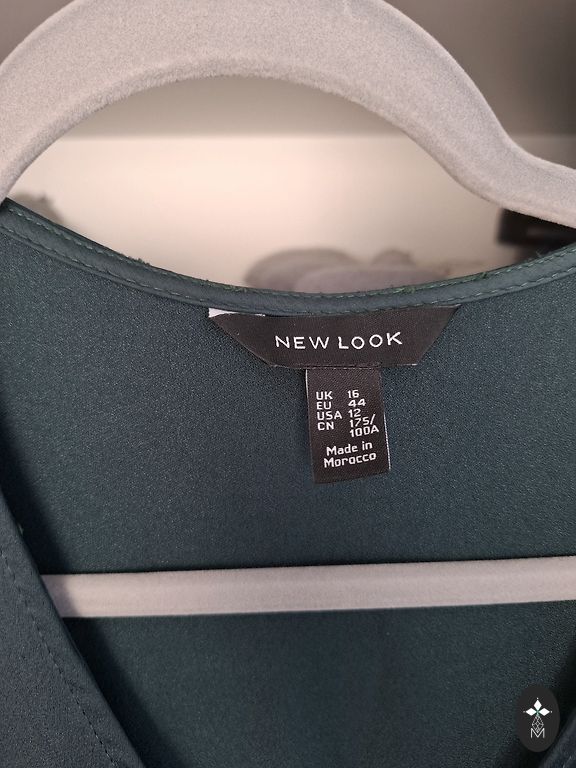 NEW LOOK
UK 16
EU 44
USA 12
CN 175/
100A
Made in
Morocco
M